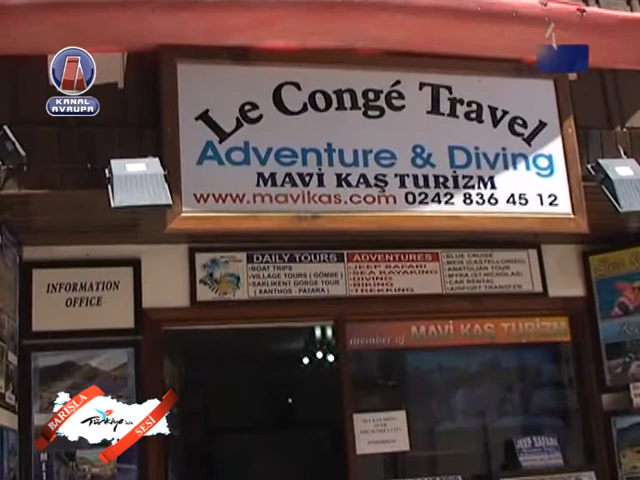 KANAL
AVRUPA
Le Congé Travel
Adventure & Diving
MAVİ KAŞ TURİZM
www.mavikas.com 0242 836 45 12
INFORMATION
OFFICE
DAILY TOURS
BOAT TRIPS
VILLAGE TOURS (GÖMBE)
SAKLIKENT GORGE TOUR
(XANTHOS - PATARA)
ADVENTURES
JEEP SAFARI
SEA KAYAKING
DIVING
BIKING
TREKKING
BLUE CRUISE
MEIS (CASTELLORIZO)
ANATOLIAN TOUR
MYRA (ST.NICHOLAS)
CAR RENTAL
AIRPORT TRANSFER
member of MAVİ KAŞ TURİZM
JEEP SAFARI
BARIŞLA
Türkiye'nin
SESİ